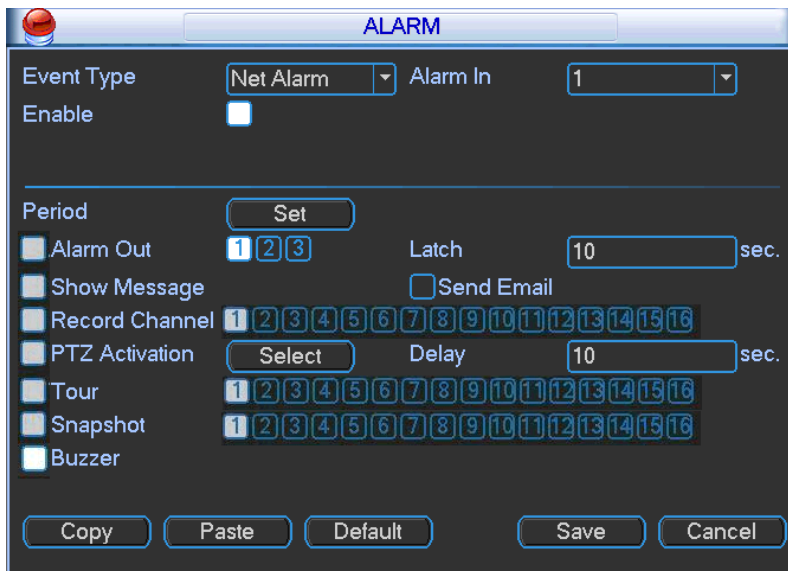 ALARM
Event Type Net Alarm Alarm In 1
Enable
Period Set
Alarm Out 1 2 3 Latch 10 sec.
Show Message Send Email
Record Channel 1 2 3 4 5 6 7 8 9 10 11 12 13 14 15 16
PTZ Activation Select Delay 10 sec.
Tour 1 2 3 4 5 6 7 8 9 10 11 12 13 14 15 16
Snapshot 1 2 3 4 5 6 7 8 9 10 11 12 13 14 15 16
Buzzer
Copy Paste Default Save Cancel